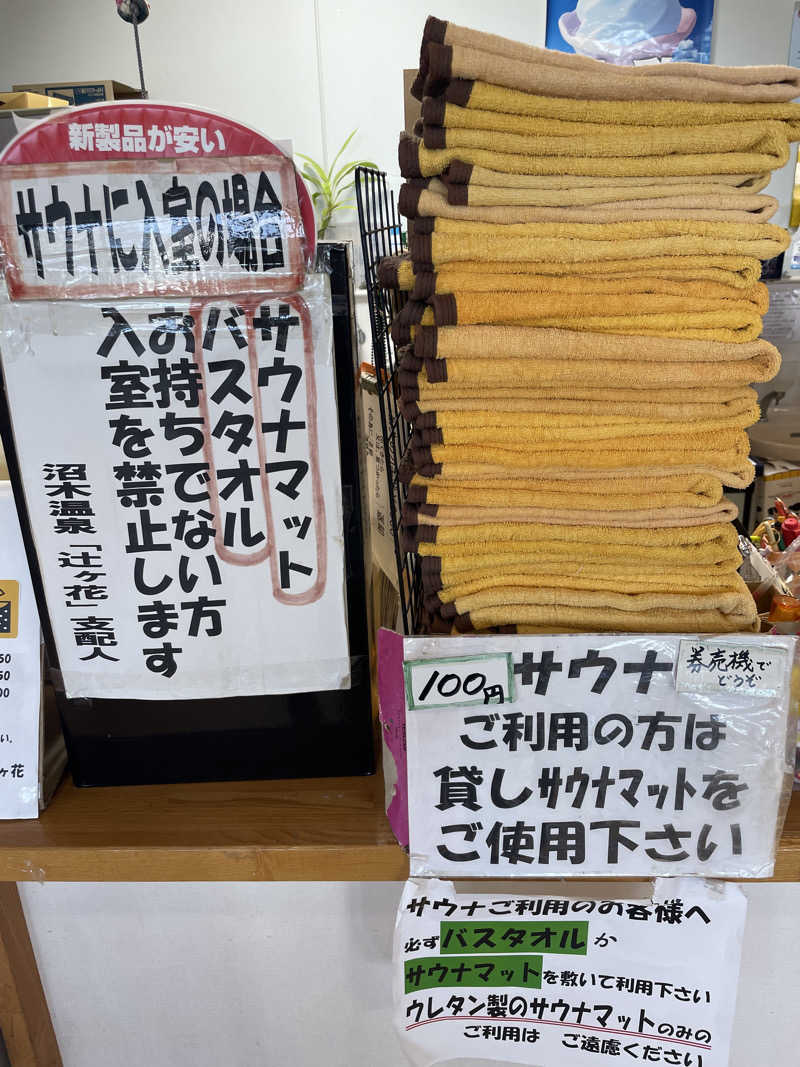 新製品が安い
サウナに入室の場合
サウナマット
バスタオル
お持ちでない方
入室を禁止します
沼木温泉「辻ヶ花」支配人
100円
サウナ
券売機で
どうぞ
ご利用の方は
貸しサウナマットを
ご使用下さい
サウナご利用のお客様へ
必ずバスタオルか
サウナマットを敷いて利用下さい
ウレタン製のサウナマットのみの
ご利用は ご遠慮ください
50
50
00
い。
ヶ花